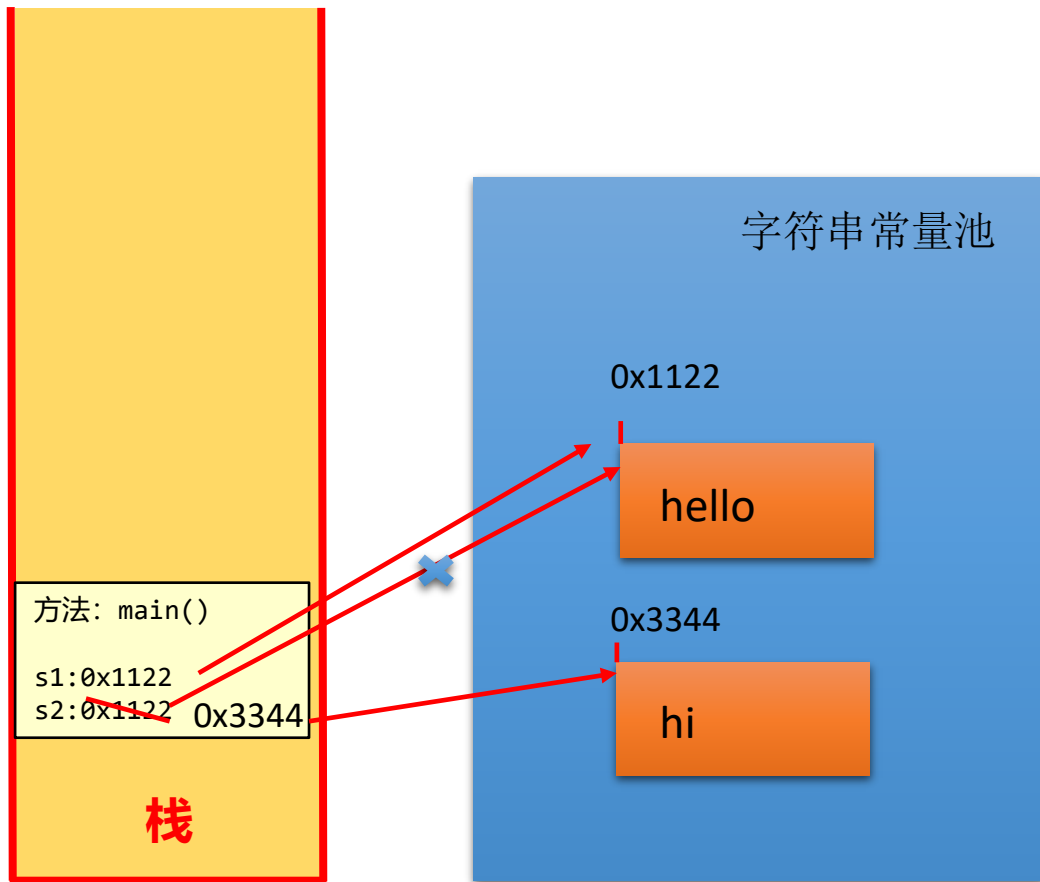 字符串常量池
0x1122
hello
方法：main()
s1:0x1122
s2:0x1122 0x3344
0x3344
hi
栈